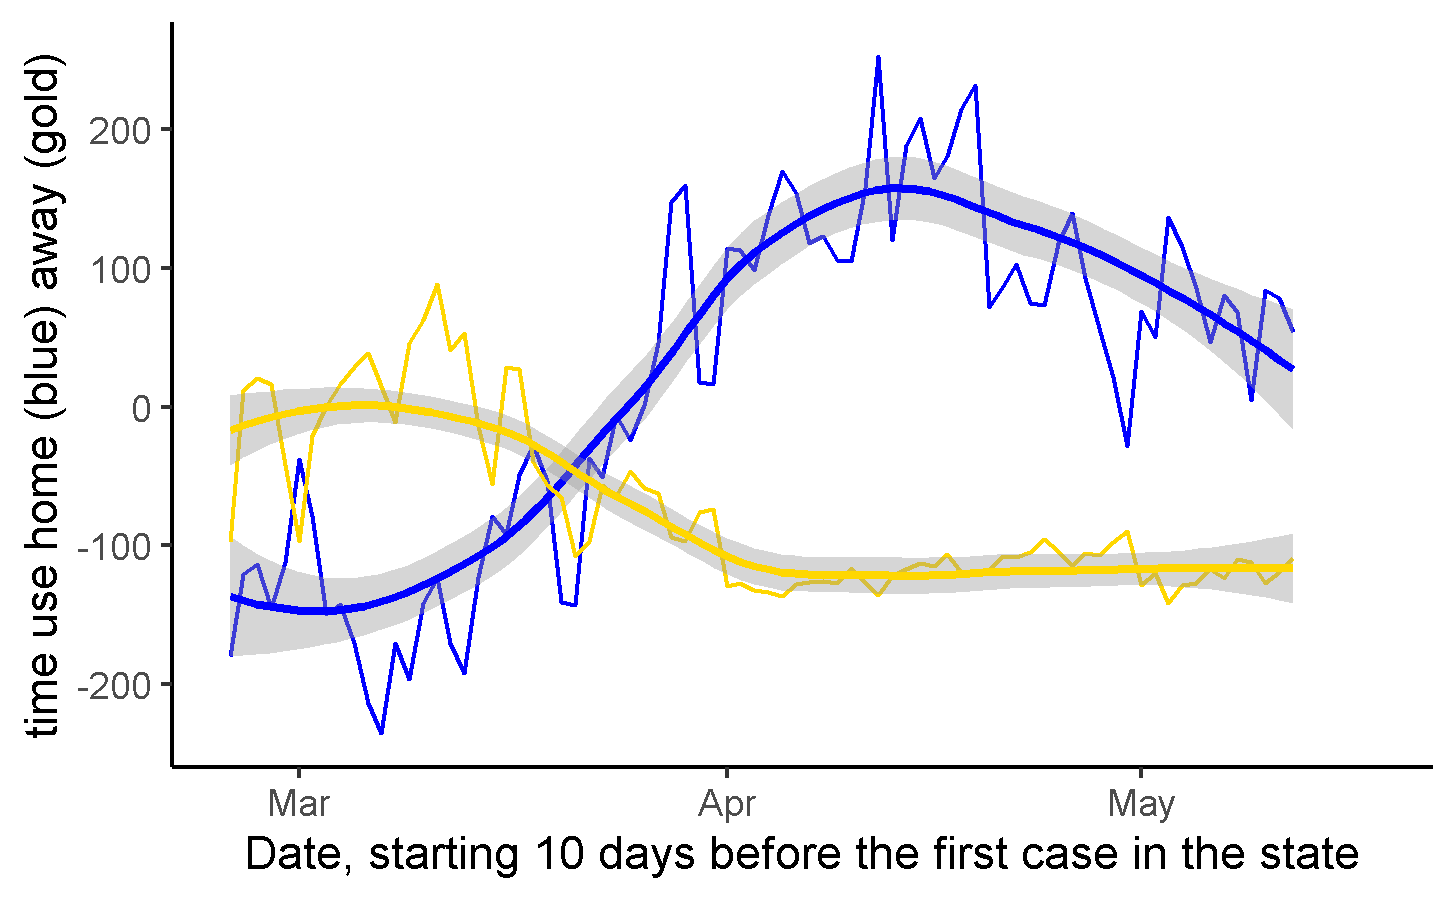 time use home (blue) away (gold)
200
100
0
-100
-200
Mar
Apr
May
Date, starting 10 days before the first case in the state